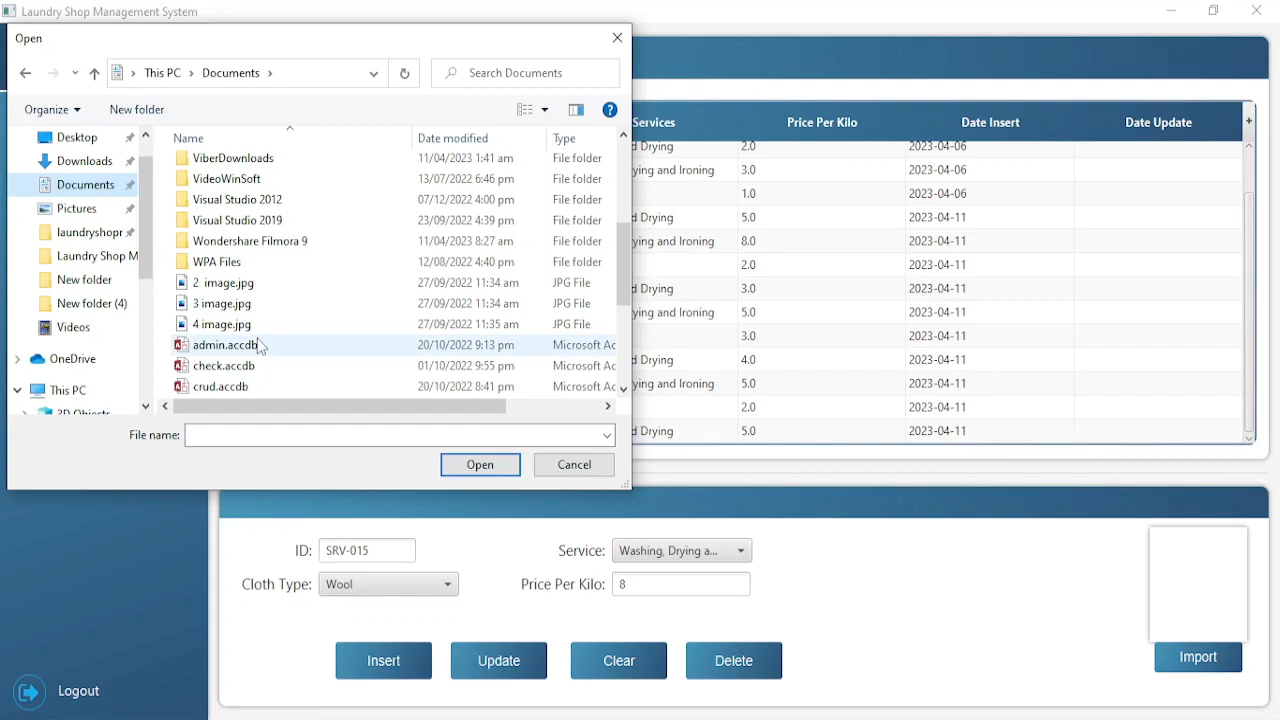 Laundry Shop Management System
Open
This PC › Documents ›
Search Documents
Organize
New folder
Name Date modified Type
Desktop
Downloads
Documents
Pictures
laundryshopr
Laundry Shop M
New folder
New folder (4)
Videos
OneDrive
This PC
3D Objects
ViberDownloads 11/04/2023 1:41 am File folder
VideoWinSoft 13/07/2022 6:46 pm File folder
Visual Studio 2012 07/12/2022 4:00 pm File folder
Visual Studio 2019 23/09/2022 4:39 pm File folder
Wondershare Filmora 9 11/04/2023 8:27 am File folder
WPA Files 12/08/2022 4:40 pm File folder
2 image.jpg 27/09/2022 11:34 am JPG File
3 image.jpg 27/09/2022 11:34 am JPG File
4 image.jpg 27/09/2022 11:35 am JPG File
admin.accdb 20/10/2022 9:13 pm Microsoft Ac
check.accdb 01/10/2022 9:55 pm Microsoft Ac
crud.accdb 20/10/2022 8:41 pm Microsoft Ac
File name:
Open Cancel
Services Price Per Kilo Date Insert Date Update +
d Drying 2.0 2023-04-06
ying and Ironing 3.0 2023-04-06
1.0 2023-04-06
d Drying 5.0 2023-04-11
ying and Ironing 8.0 2023-04-11
2.0 2023-04-11
d Drying 3.0 2023-04-11
ying and Ironing 5.0 2023-04-11
3.0 2023-04-11
d Drying 4.0 2023-04-11
ying and Ironing 5.0 2023-04-11
2.0 2023-04-11
d Drying 5.0 2023-04-11
ID: SRV-015 Service: Washing, Drying a...
Cloth Type: Wool Price Per Kilo: 8
Insert Update Clear Delete Import
Logout